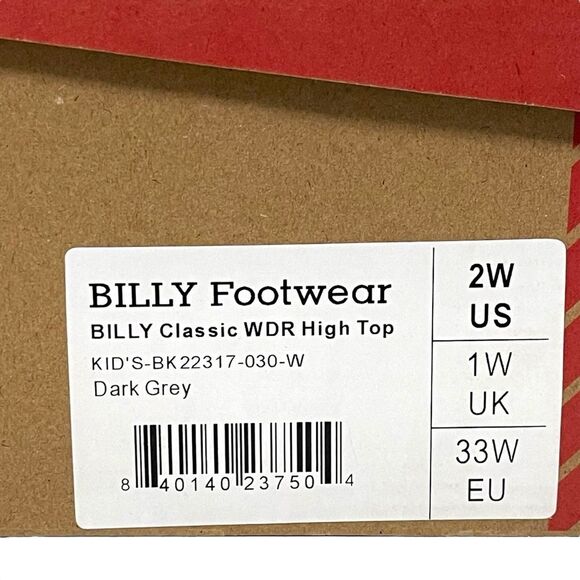 BILLY Footwear
BILLY Classic WDR High Top
KID'S-BK22317-030-W
Dark Grey
8 40140 23750 4
2W
US
1W
UK
33W
EU